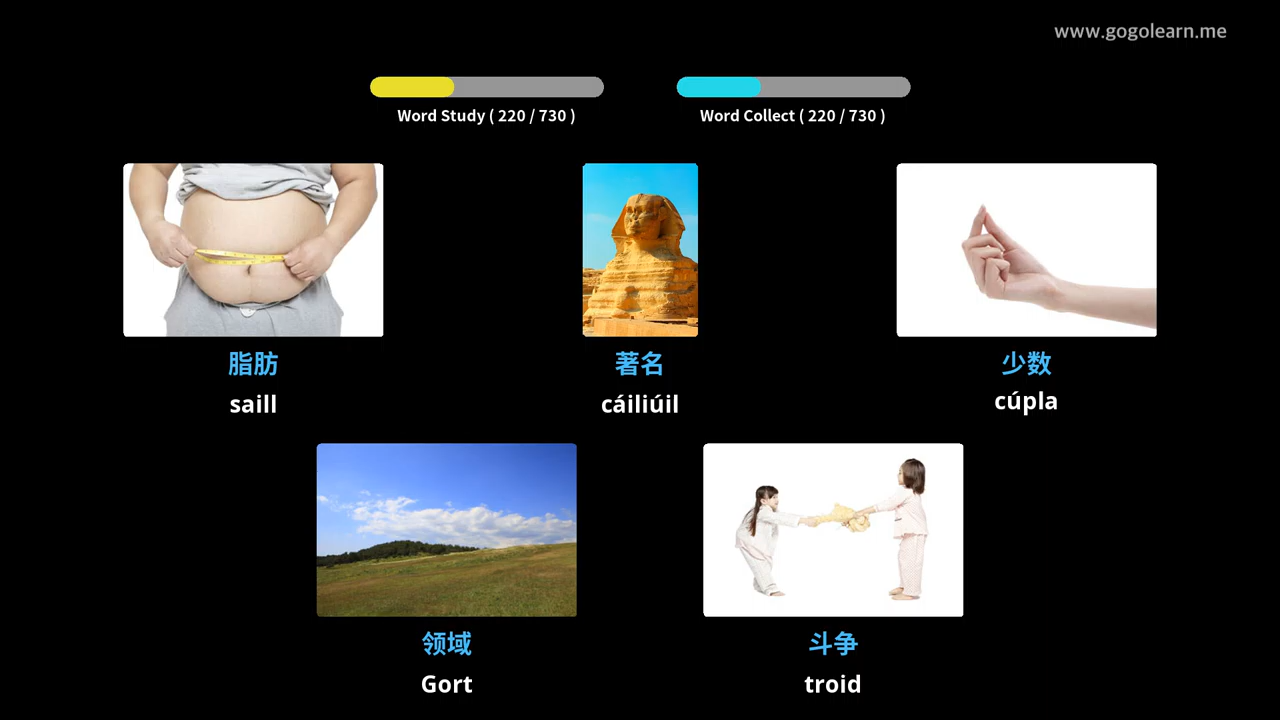 www.gogolearn.me
Word Study ( 220 / 730 )
Word Collect ( 220 / 730 )
脂肪
著名
少数
saill
cáiliúil
cúpla
领域
斗争
Gort
troid